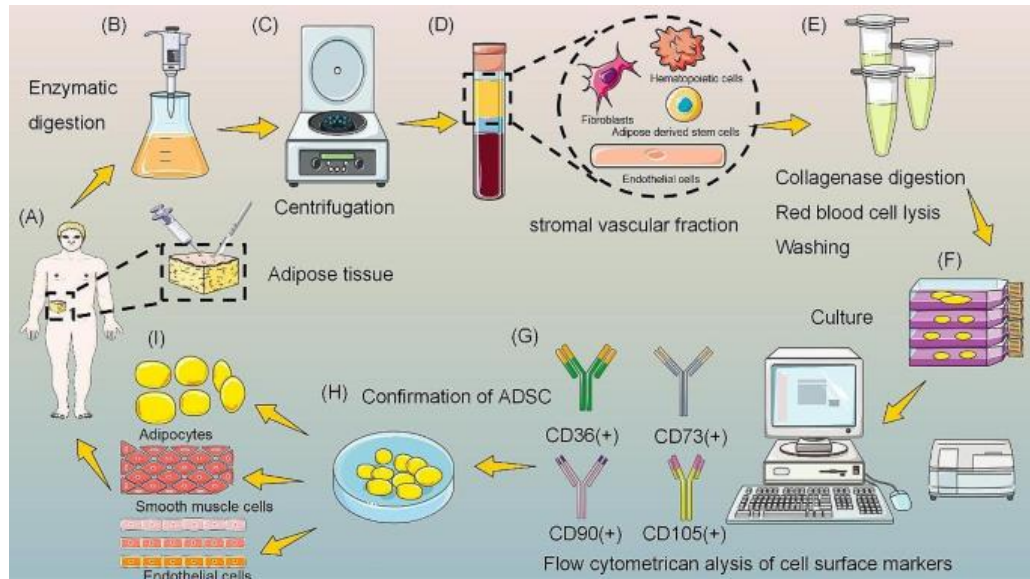 (A)
Adipose tissue
(B)
Enzymatic
digestion
(C)
Centrifugation
(D)
Hematopoietic cells
Fibroblasts
Adipose derived stem cells
Endothelial cells
stromal vascular fraction
(E)
Collagenase digestion
Red blood cell lysis
Washing
(F)
Culture
(G)
CD36(+)
CD73(+)
CD90(+)
CD105(+)
Flow cytometrican alysis of cell surface markers
(H)
Confirmation of ADSC
(I)
Adipocytes
Smooth muscle cells
Endothelial cells